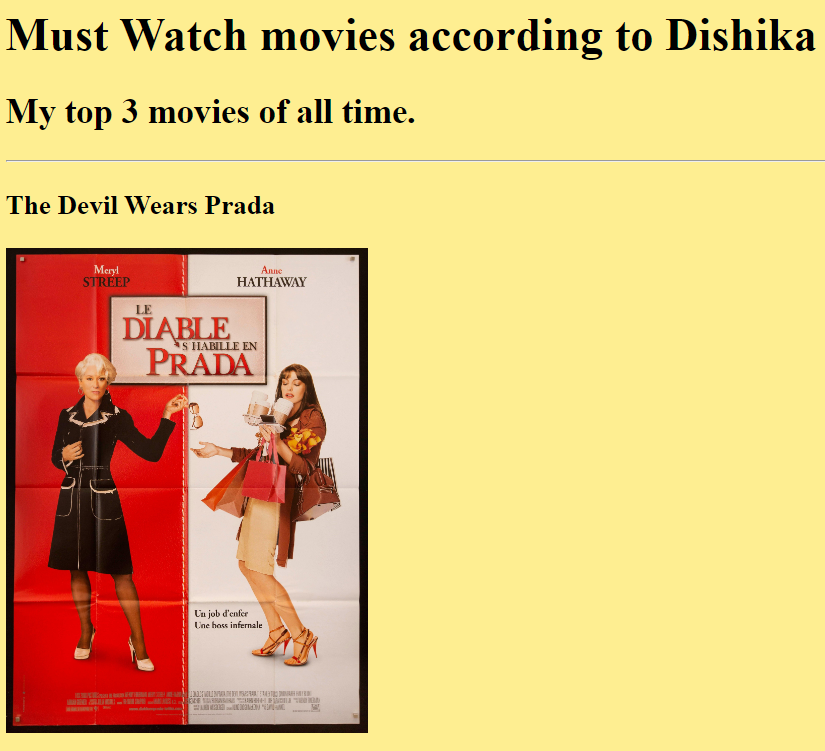 Must Watch movies according to Dishika
My top 3 movies of all time.
The Devil Wears Prada
Meryl
STREEP
Anne
HATHAWAY
LE
DIABLE
S'HABILLE EN
PRADA
Un job d'enfer
Une boss infernale